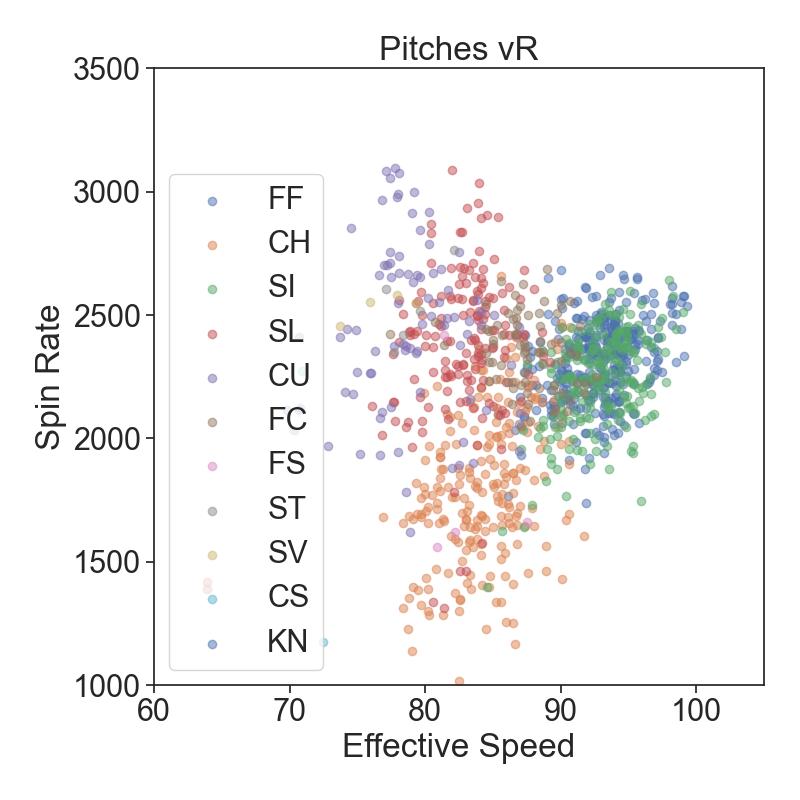 Pitches vR
3500
3000
2500
2000
1500
1000
Spin Rate
FF
CH
SI
SL
CU
FC
FS
ST
SV
CS
KN
60
70
80
90
100
Effective Speed